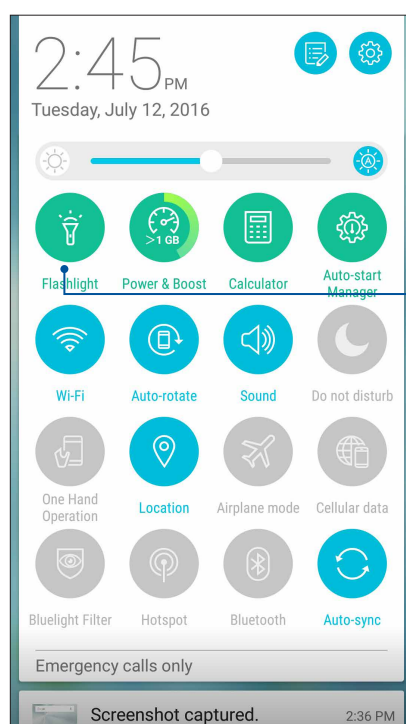 2:45 PM
Tuesday, July 12, 2016
A
>1 GB
Flashlight
Power & Boost
Calculator
Auto-start
Manager
Wi-Fi
Auto-rotate
Sound
Do not disturb
One Hand
Operation
Location
Airplane mode
Cellular data
Bluelight Filter
Hotspot
Bluetooth
Auto-sync
Emergency calls only
Screenshot captured.
2:36 PM